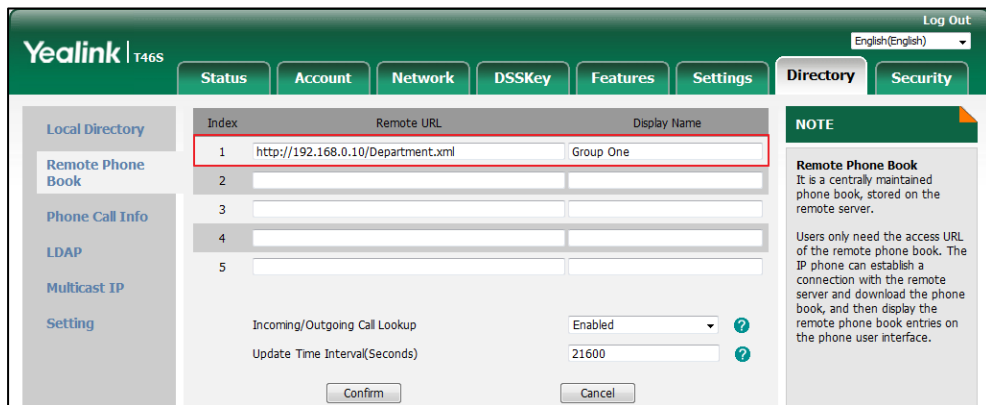 Log Out
Yealink | T46S
English(English)
Status Account Network DSSKey Features Settings Directory Security
Local Directory
Remote Phone
Book
Phone Call Info
LDAP
Multicast IP
Setting
Index Remote URL Display Name
1 http://192.168.0.10/Department.xml Group One
2
3
4
5
Incoming/Outgoing Call Lookup Enabled ?
Update Time Interval(Seconds) 21600 ?
Confirm Cancel
NOTE
Remote Phone Book
It is a centrally maintained
phone book, stored on the
remote server.
Users only need the access URL
of the remote phone book. The
IP phone can establish a
connection with the remote
server and download the phone
book, and then display the
remote phone book entries on
the phone user interface.